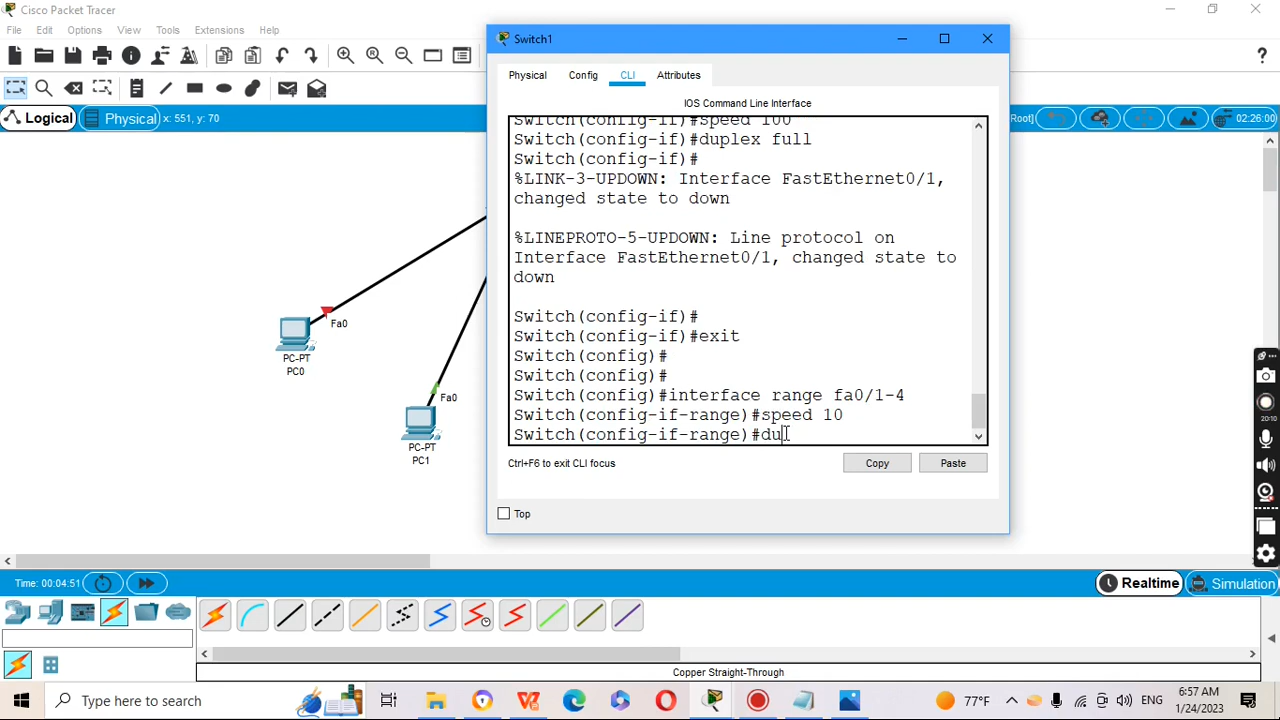 Cisco Packet Tracer
File Edit Options View Tools Extensions Help
Logical Physical x: 551, y: 70
Root] 02:26:00
Switch1
Physical Config CLI Attributes
IOS Command Line Interface
Switch(config-if)#speed 100
Switch(config-if)#duplex full
Switch(config-if)#
%LINK-3-UPDOWN: Interface FastEthernet0/1,
changed state to down
%LINEPROTO-5-UPDOWN: Line protocol on
Interface FastEthernet0/1, changed state to
down
Switch(config-if)#
Switch(config-if)#exit
Switch(config)#
Switch(config)#
Switch(config)#interface range fa0/1-4
Switch(config-if-range)#speed 10
Switch(config-if-range)#du
Ctrl+F6 to exit CLI focus
Copy
Paste
Top
Fa0
PC-PT
PC0
Fa0
PC-PT
PC1
Time: 00:04:51
Realtime
Simulation
Copper Straight-Through
Type here to search
77°F
ENG
6:57 AM
1/24/2023